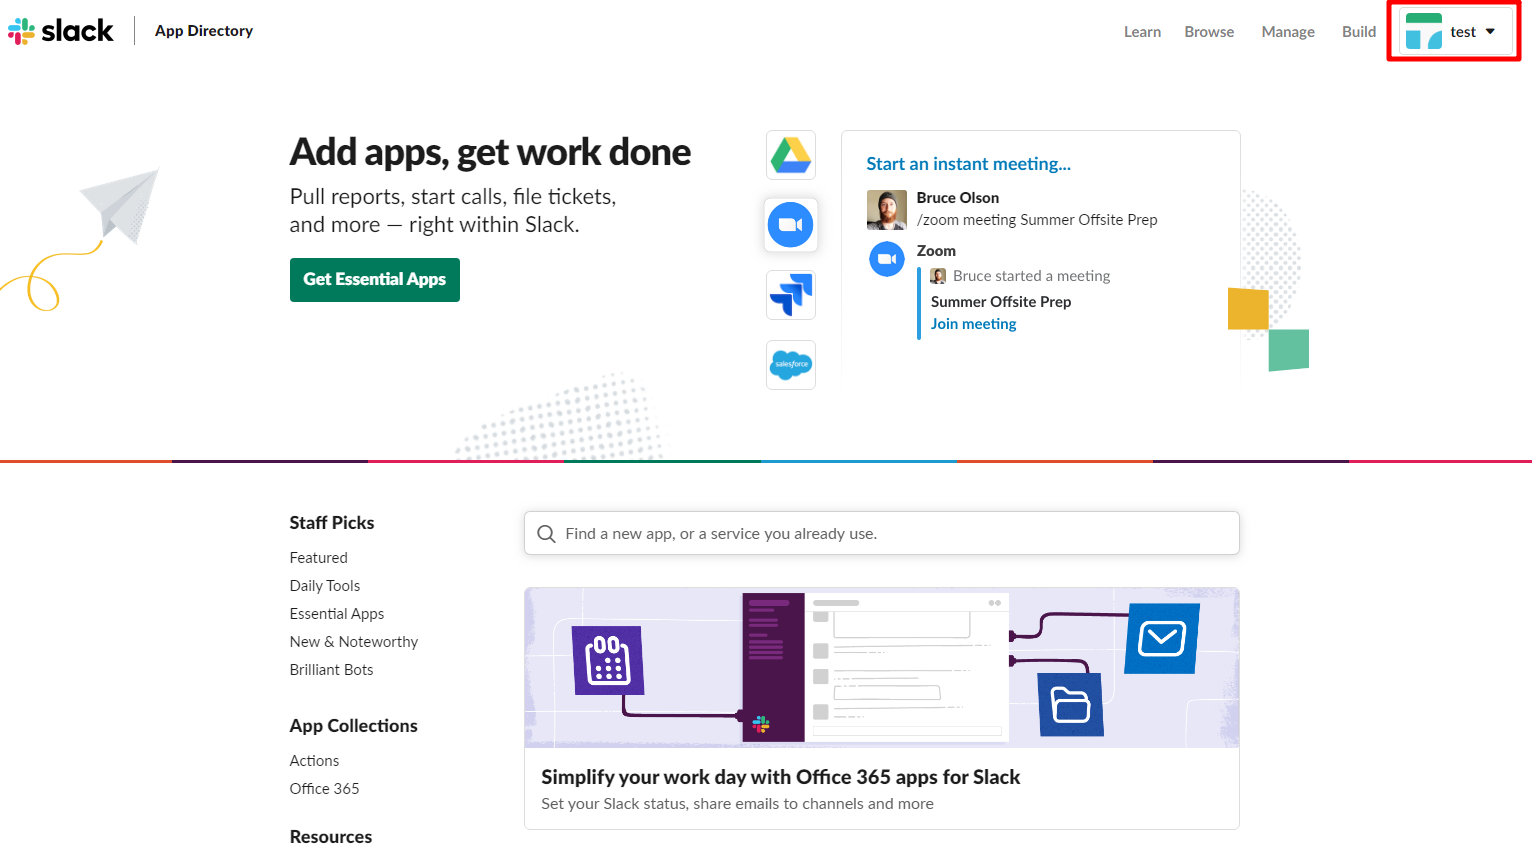 slack
App Directory
Learn
Browse
Manage
Build
test
Add apps, get work done
Pull reports, start calls, file tickets,
and more — right within Slack.
Get Essential Apps
salesforce
Start an instant meeting...
Bruce Olson
/zoom meeting Summer Offsite Prep
Zoom
Bruce started a meeting
Summer Offsite Prep
Join meeting
Staff Picks
Featured
Daily Tools
Essential Apps
New & Noteworthy
Brilliant Bots
App Collections
Actions
Office 365
Resources
Find a new app, or a service you already use.
Simplify your work day with Office 365 apps for Slack
Set your Slack status, share emails to channels and more